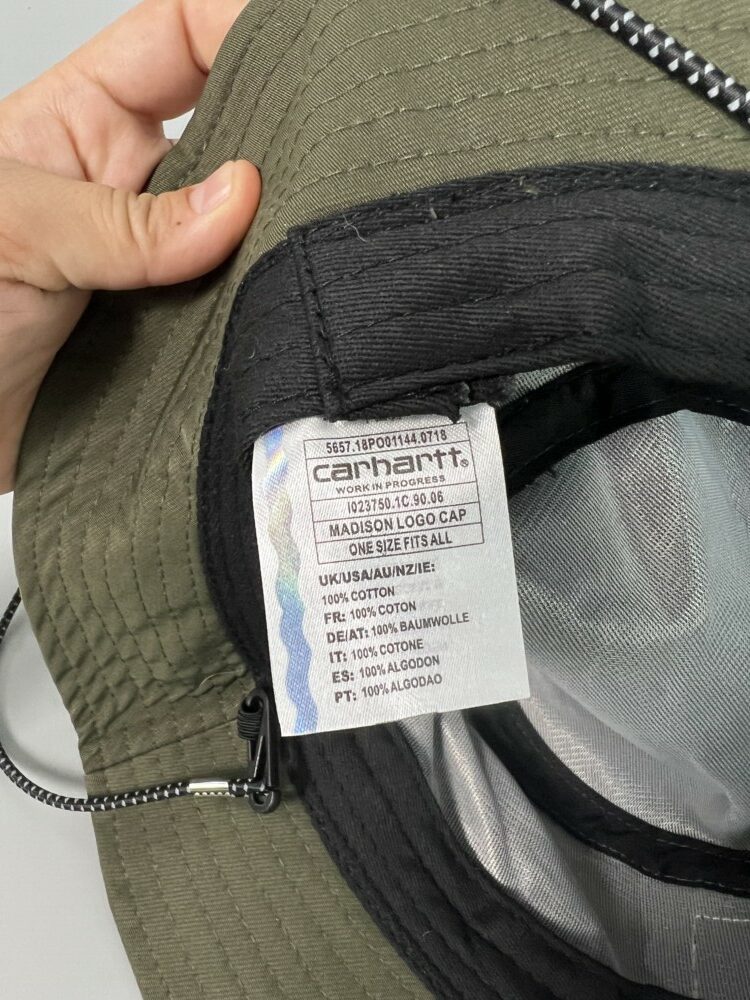 5657.18PO01144.0718
carhartt®
WORK IN PROGRESS
I023750.1C.90.06
MADISON LOGO CAP
ONE SIZE FITS ALL
UK/USA/AU/NZ/IE:
100% COTTON
FR: 100% COTON
DE/AT: 100% BAUMWOLLE
IT: 100% COTONE
ES: 100% ALGODON
PT: 100% ALGODAO